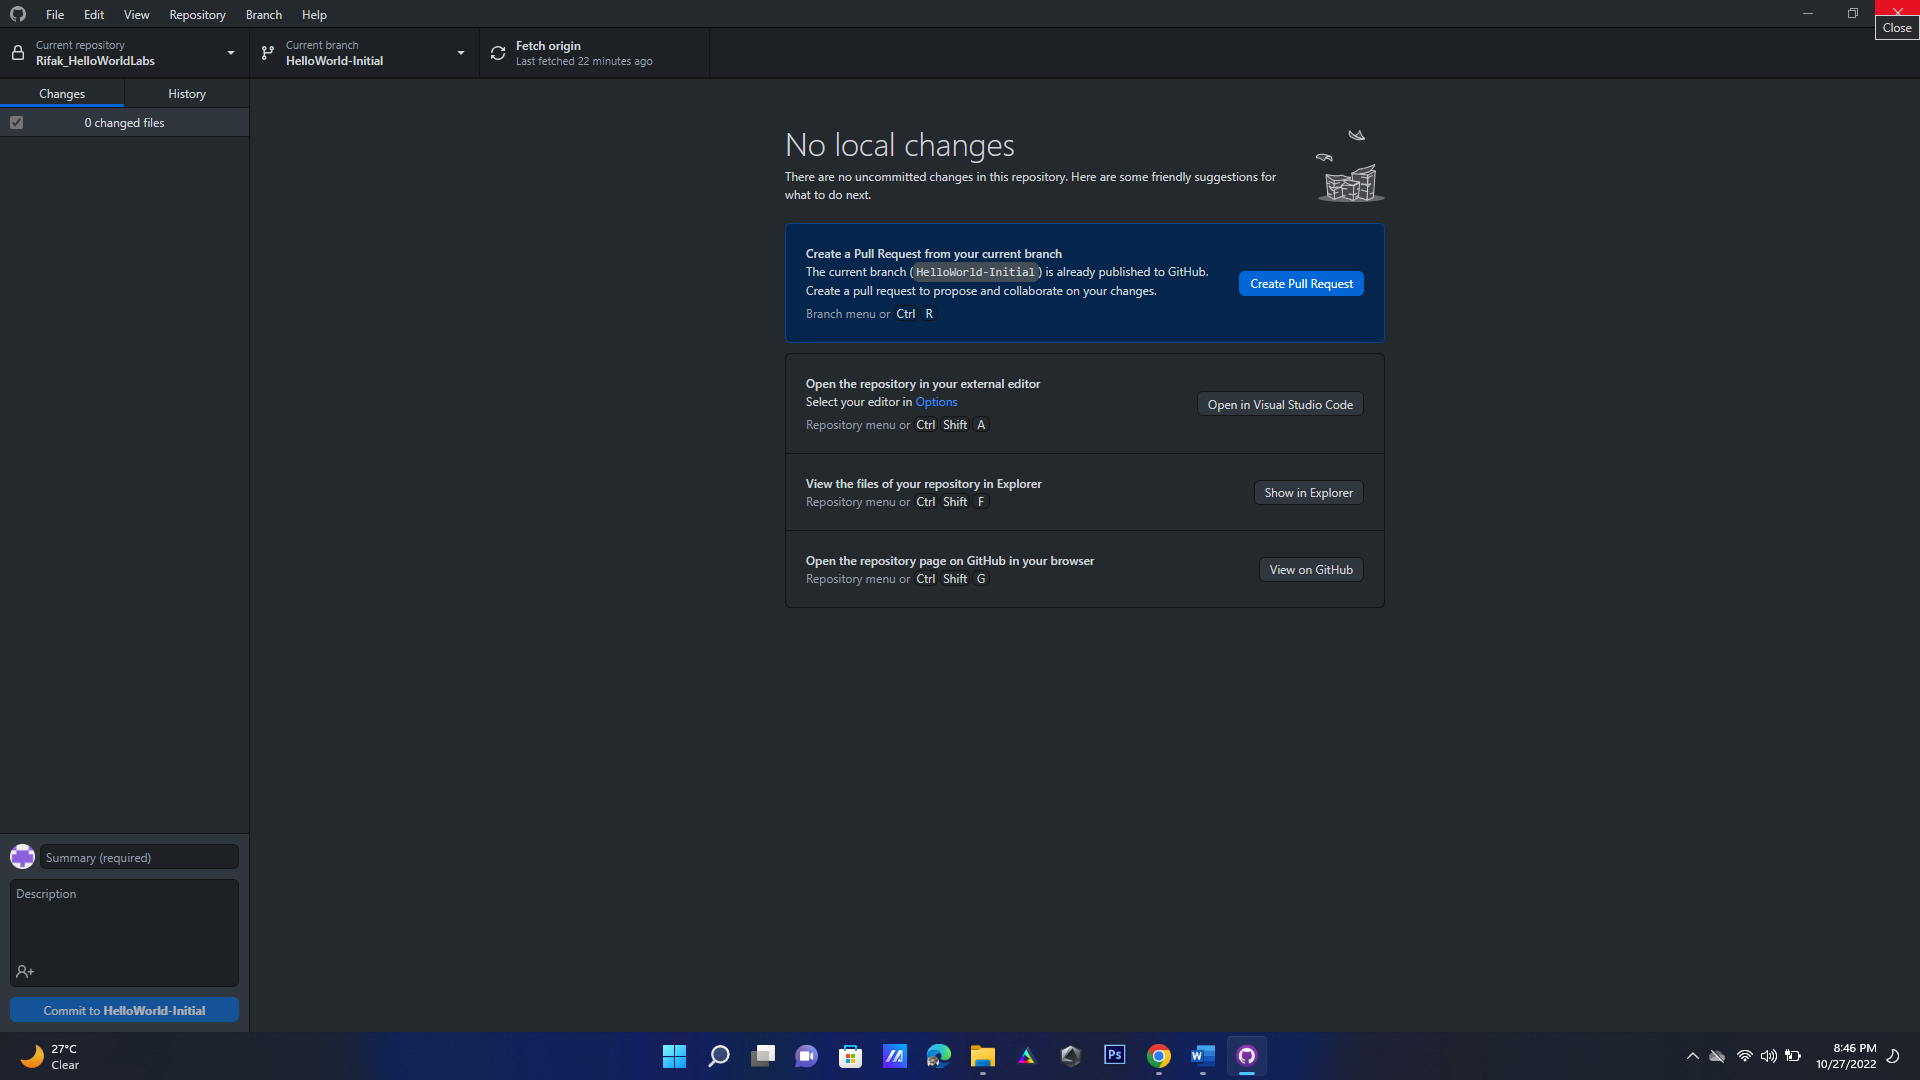 File Edit View Repository Branch Help
Close
Current repository
Rifak_HelloWorldLabs
Current branch
HelloWorld-Initial
Fetch origin
Last fetched 22 minutes ago
Changes
History
0 changed files
No local changes
There are no uncommitted changes in this repository. Here are some friendly suggestions for
what to do next.
Create a Pull Request from your current branch
The current branch (HelloWorld-Initial) is already published to GitHub.
Create a pull request to propose and collaborate on your changes.
Branch menu or Ctrl R
Create Pull Request
Open the repository in your external editor
Select your editor in Options
Repository menu or Ctrl Shift A
Open in Visual Studio Code
View the files of your repository in Explorer
Repository menu or Ctrl Shift F
Show in Explorer
Open the repository page on GitHub in your browser
Repository menu or Ctrl Shift G
View on GitHub
Summary (required)
Description
Commit to HelloWorld-Initial
27°C
Clear
Ps
W
8:46 PM
10/27/2022